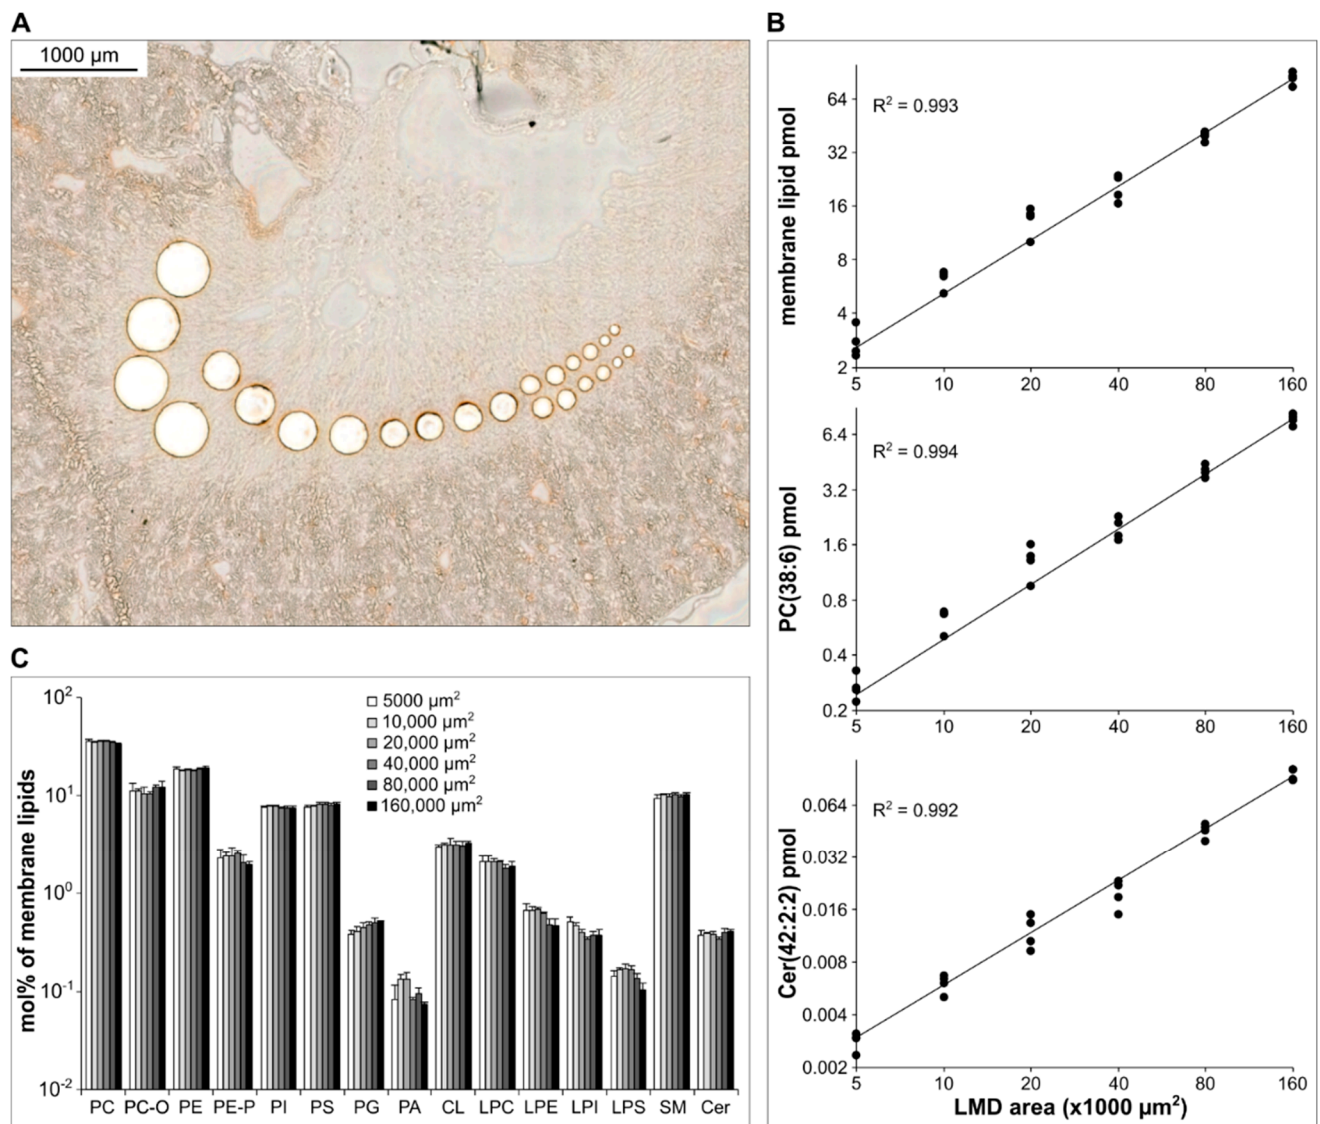 A
1000 µm
B
R² = 0.993
membrane lipid pmol
64
32
16
8
4
2
5 10 20 40 80 160
R² = 0.994
PC(38:6) pmol
6.4
3.2
1.6
0.8
0.4
0.2
5 10 20 40 80 160
R² = 0.992
Cer(42:2:2) pmol
0.064
0.032
0.016
0.008
0.004
0.002
5 10 20 40 80 160
LMD area (x1000 µm²)
C
mol% of membrane lipids
10²
10¹
10⁰
10⁻¹
10⁻²
5000 µm²
10,000 µm²
20,000 µm²
40,000 µm²
80,000 µm²
160,000 µm²
PC PC-O PE PE-P PI PS PG PA CL LPC LPE LPI LPS SM Cer